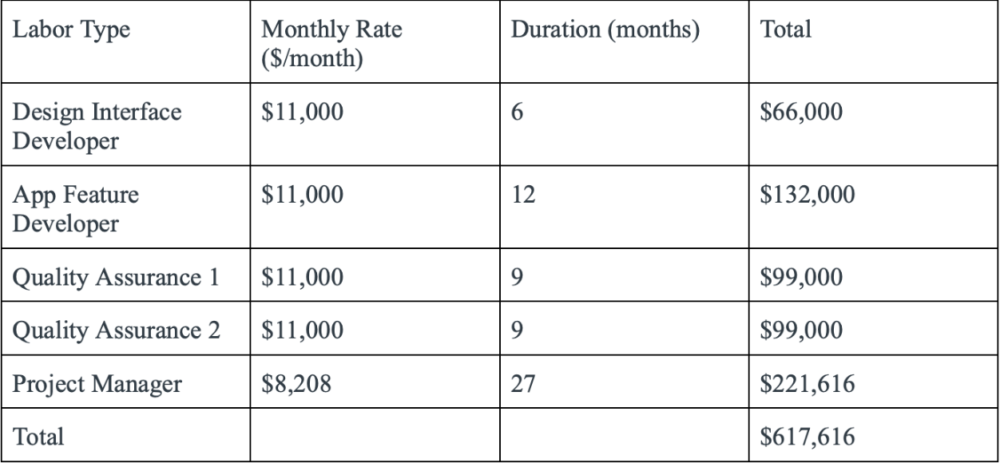 Labor Type Monthly Rate Duration (months) Total
($/month)
Design Interface $11,000 6 $66,000
Developer
App Feature $11,000 12 $132,000
Developer
Quality Assurance 1 $11,000 9 $99,000
Quality Assurance 2 $11,000 9 $99,000
Project Manager $8,208 27 $221,616
Total $617,616